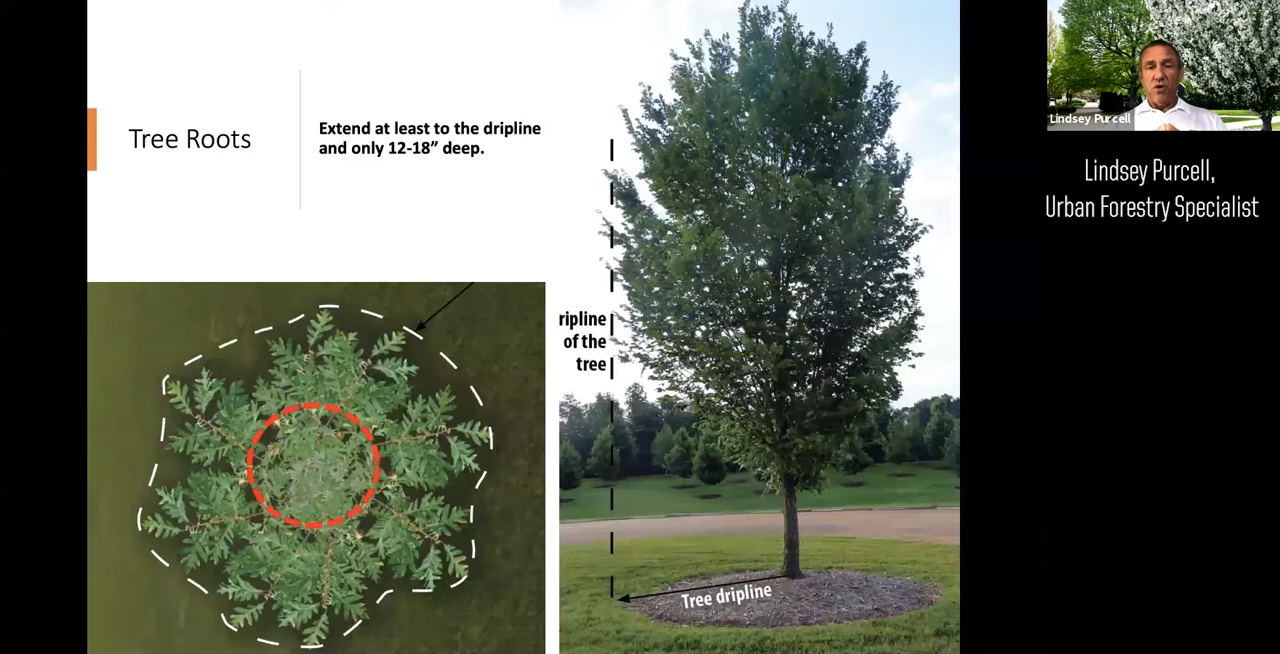 Tree Roots
Extend at least to the dripline
and only 12-18” deep.
ripline
of the
tree
Tree dripline
Lindsey Purcell
Lindsey Purcell,
Urban Forestry Specialist